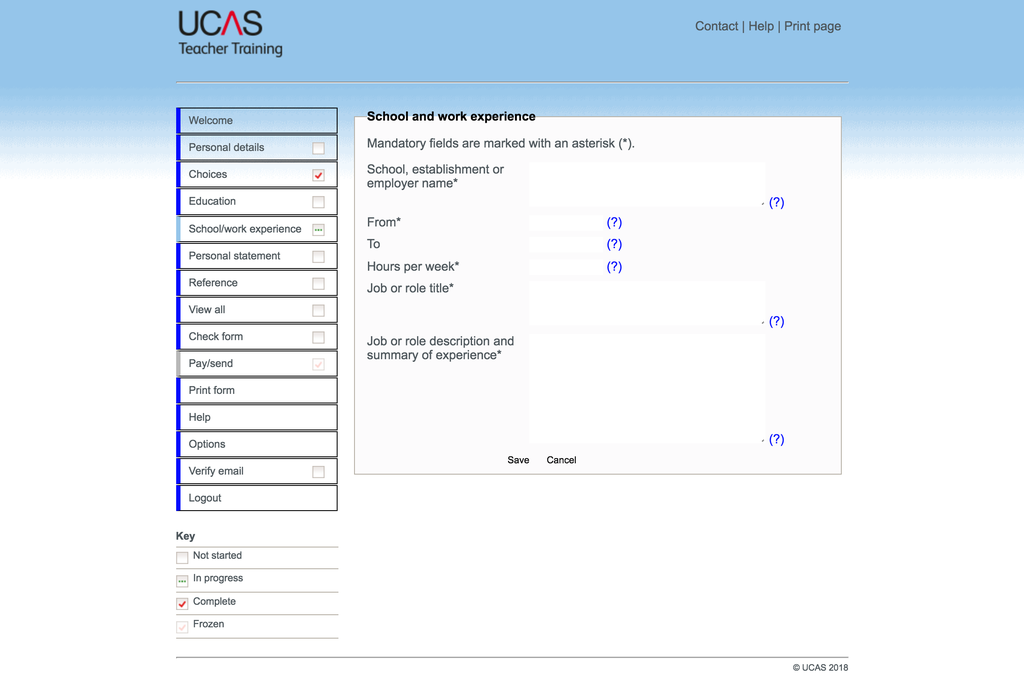 UCAS
Teacher Training
Contact | Help | Print page
Welcome
Personal details
Choices
Education
School/work experience
Personal statement
Reference
View all
Check form
Pay/send
Print form
Help
Options
Verify email
Logout
Key
Not started
In progress
Complete
Frozen
School and work experience
Mandatory fields are marked with an asterisk (*).
School, establishment or
employer name*
(?)
From*
(?)
To
(?)
Hours per week*
(?)
Job or role title*
(?)
Job or role description and
summary of experience*
(?)
Save Cancel
© UCAS 2018